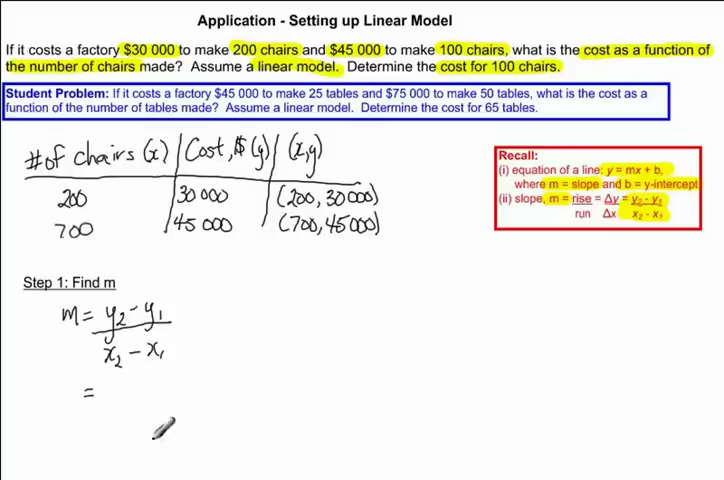 Application - Setting up Linear Model
If it costs a factory $30 000 to make 200 chairs and $45 000 to make 100 chairs, what is the cost as a function of
the number of chairs made? Assume a linear model. Determine the cost for 100 chairs.
Student Problem: If it costs a factory $45 000 to make 25 tables and $75 000 to make 50 tables, what is the cost as a
function of the number of tables made? Assume a linear model. Determine the cost for 65 tables.
# of chairs (x) Cost, $ (y) (x,y)
200 30 000 (200, 30 000)
700 45 000 (700, 45 000)
Recall:
(i) equation of a line: y = mx + b,
where m = slope and b = y-intercept
(ii) slope, m = rise = Δy = y₂ - y₁
run Δx x₂ - x₁
Step 1: Find m
m = y₂ - y₁
x₂ - x₁
=